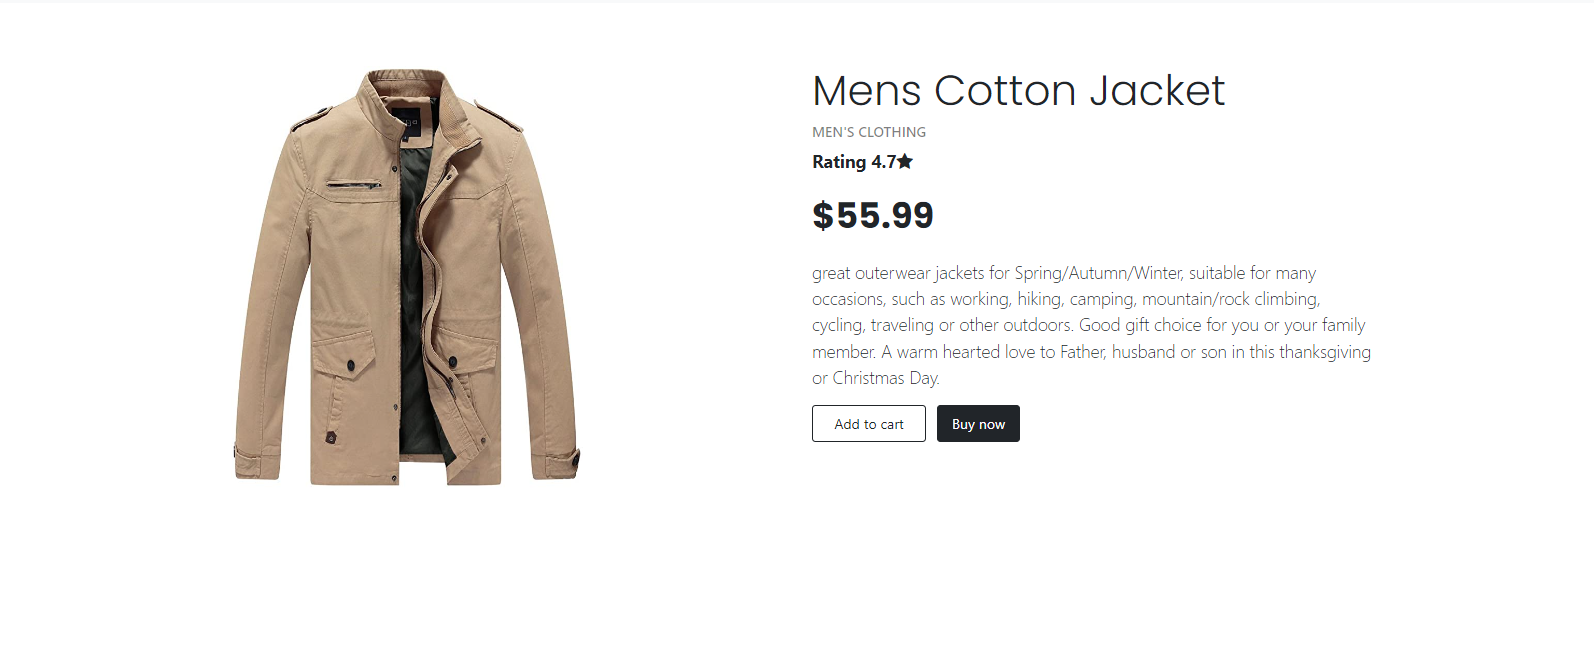 Mens Cotton Jacket
MEN'S CLOTHING
Rating 4.7★
$55.99
great outerwear jackets for Spring/Autumn/Winter, suitable for many
occasions, such as working, hiking, camping, mountain/rock climbing,
cycling, traveling or other outdoors. Good gift choice for you or your family
member. A warm hearted love to Father, husband or son in this thanksgiving
or Christmas Day.
Add to cart
Buy now